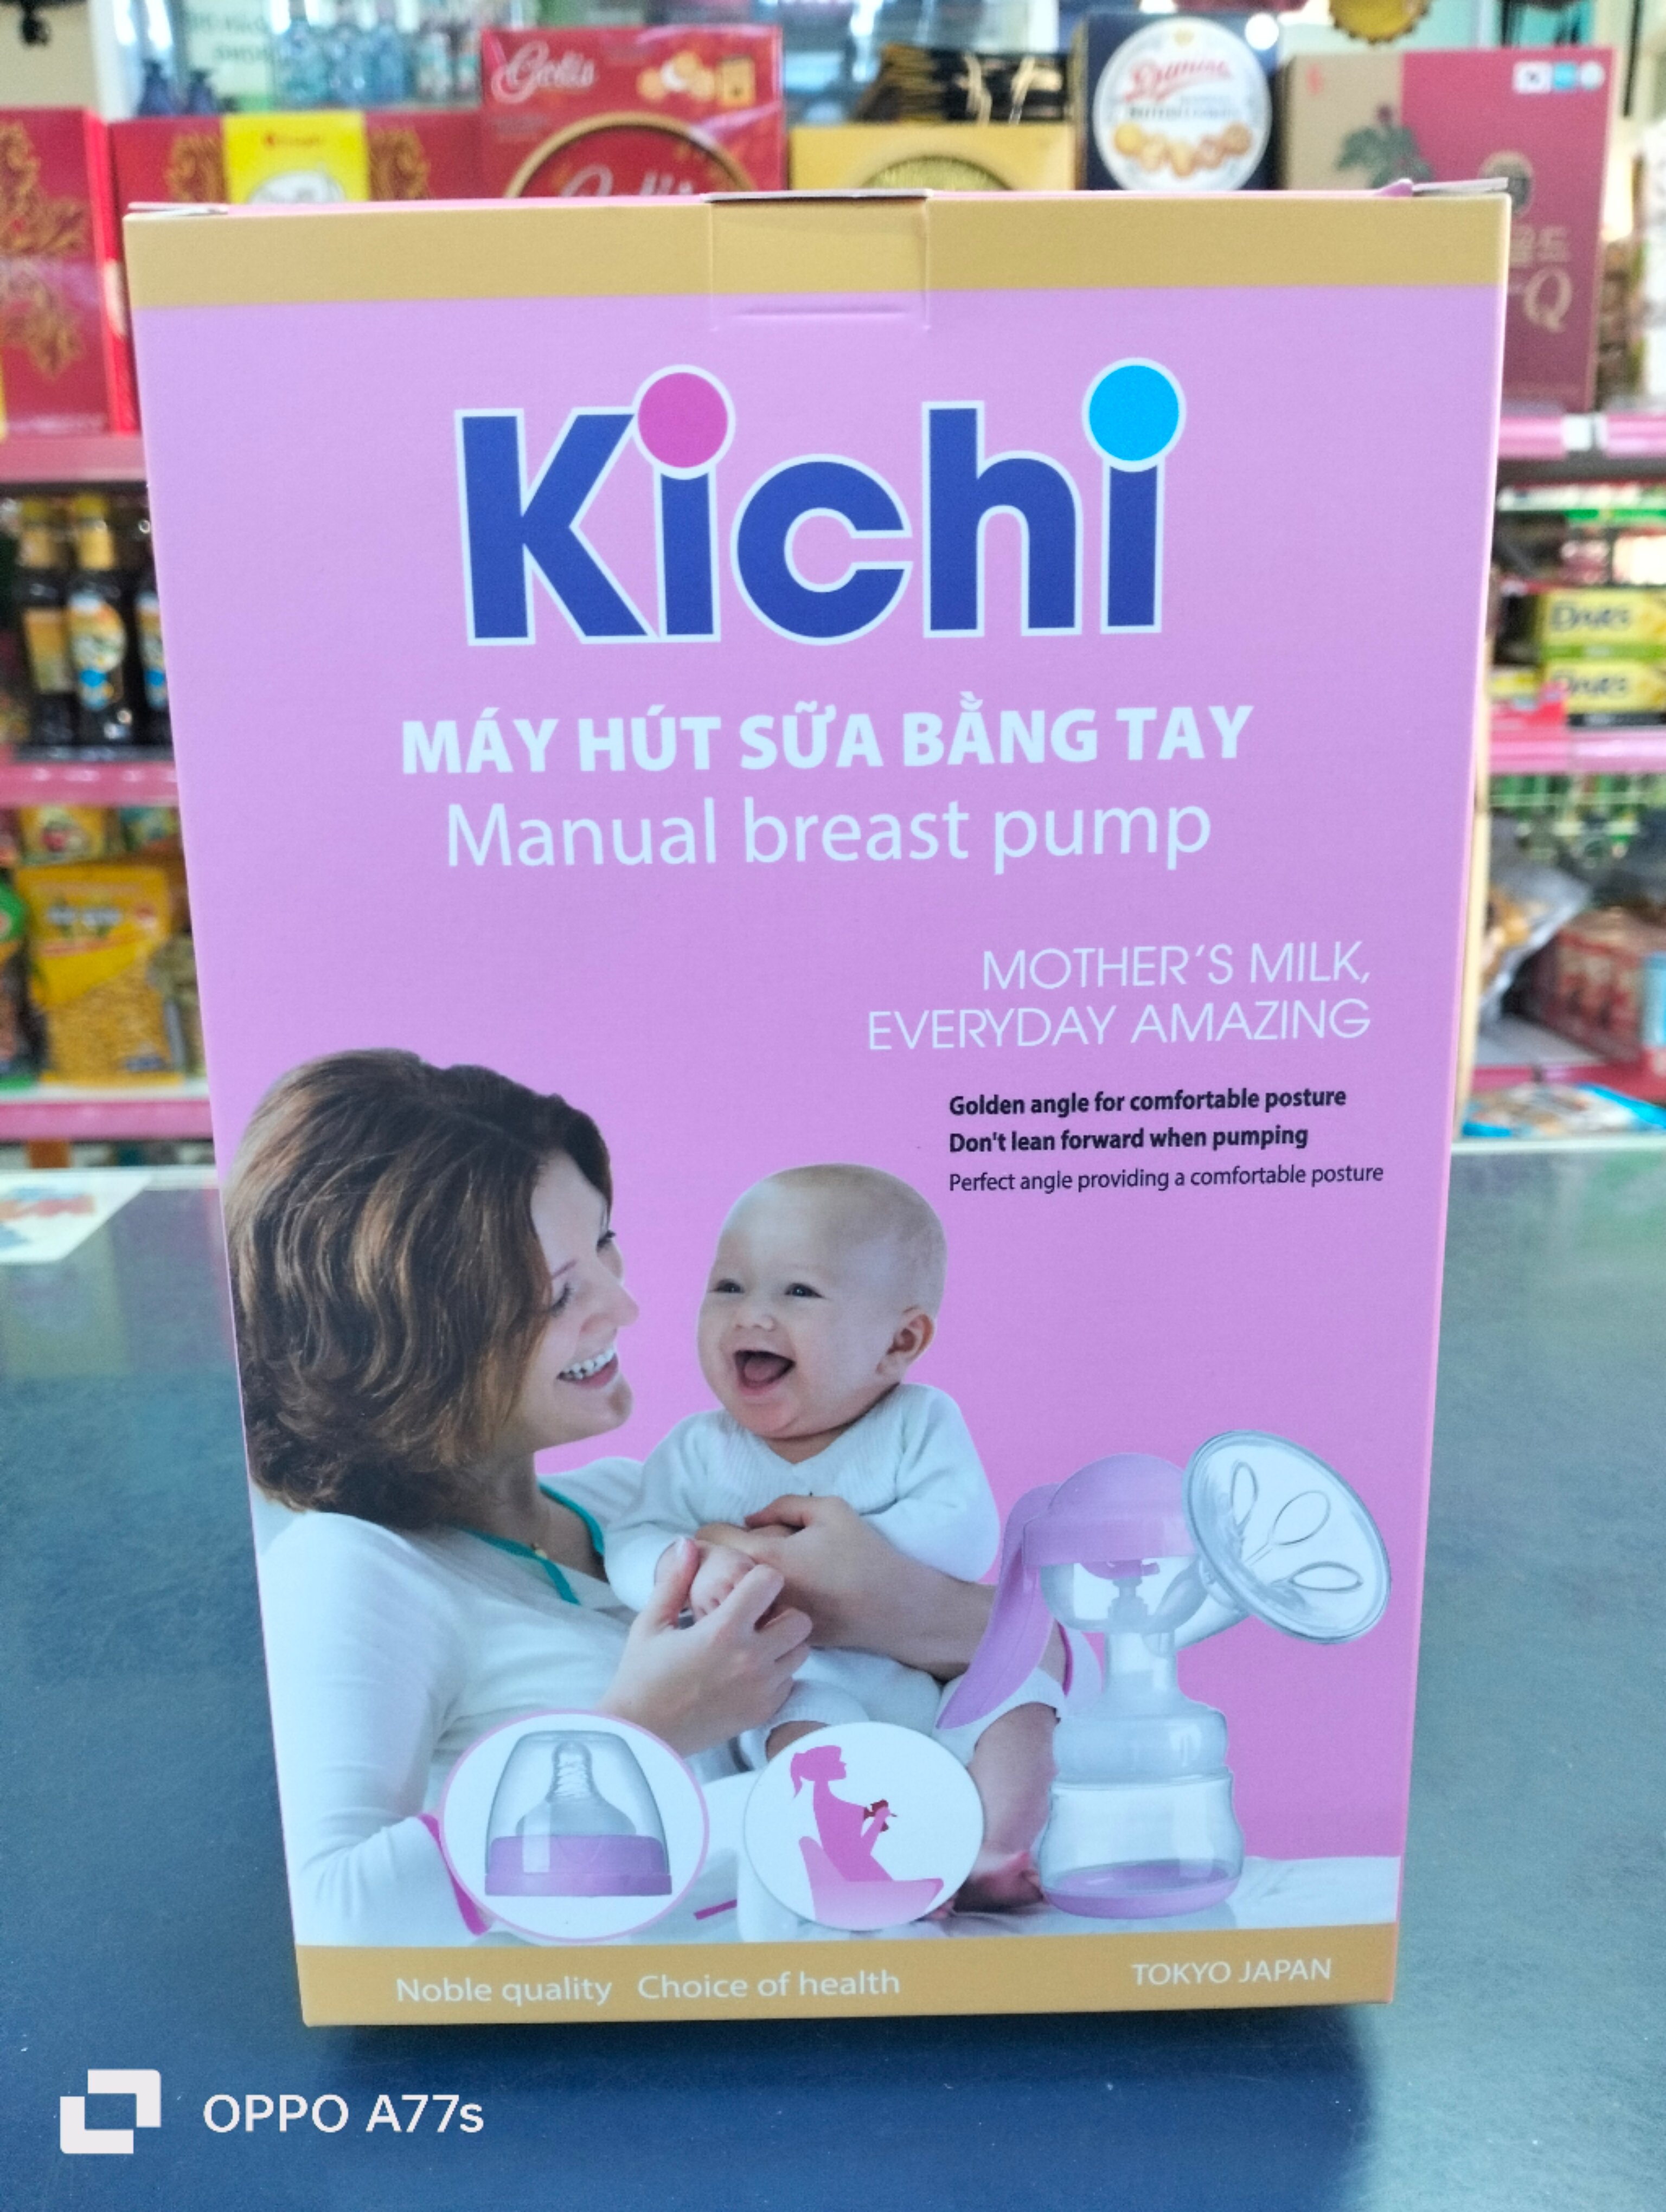 Gotis
Q
Kichi
MÁY HÚT SỮA BẰNG TAY
Manual breast pump
MOTHER'S MILK,
EVERYDAY AMAZING
Golden angle for comfortable posture
Don't lean forward when pumping
Perfect angle providing a comfortable posture
Noble quality Choice of health
TOKYO JAPAN
OPPO A77s